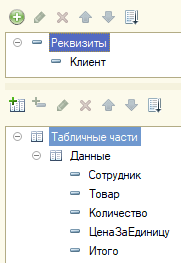 Реквизиты
Клиент
Табличные части
Данные
Сотрудник
Товар
Количество
ЦенаЗаЕдиницу
Итого